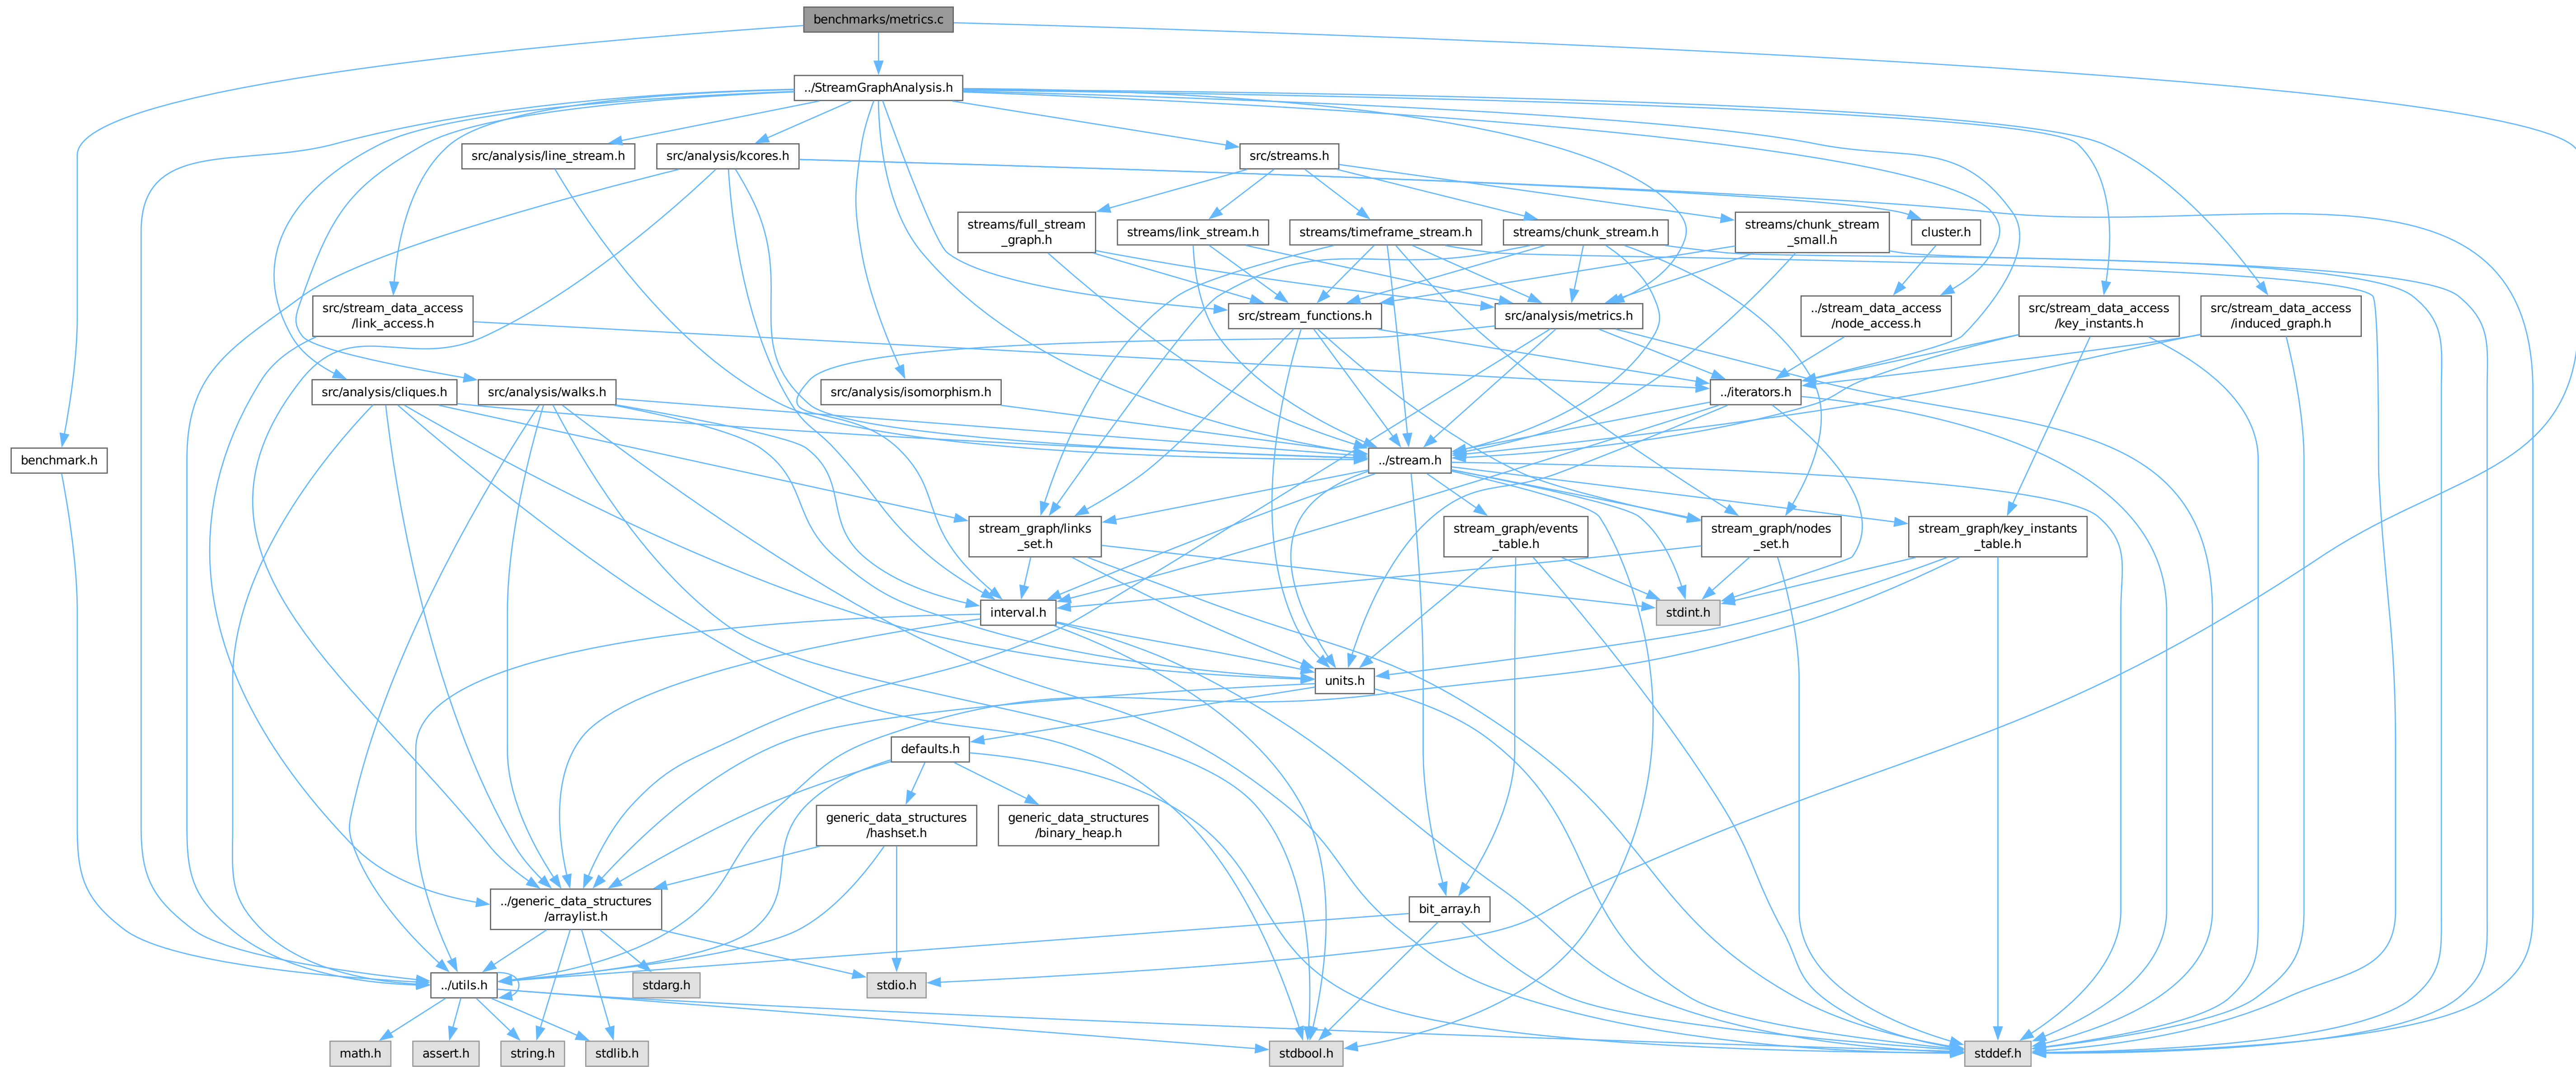 benchmarks/metrics.c
../StreamGraphAnalysis.h
src/analysis/line_stream.h
src/analysis/kcores.h
src/streams.h
streams/full_stream
_graph.h
streams/link_stream.h
streams/timeframe_stream.h
streams/chunk_stream.h
streams/chunk_stream
_small.h
cluster.h
src/stream_data_access
/link_access.h
src/stream_functions.h
src/analysis/metrics.h
../stream_data_access
/node_access.h
src/stream_data_access
/key_instants.h
src/stream_data_access
/induced_graph.h
src/analysis/cliques.h
src/analysis/walks.h
src/analysis/isomorphism.h
../iterators.h
benchmark.h
../stream.h
stream_graph/links
_set.h
stream_graph/events
_table.h
stream_graph/nodes
_set.h
stream_graph/key_instants
_table.h
interval.h
stdint.h
units.h
defaults.h
generic_data_structures
/hashset.h
generic_data_structures
/binary_heap.h
../generic_data_structures
/arraylist.h
bit_array.h
../utils.h
stdarg.h
stdio.h
math.h
assert.h
string.h
stdlib.h
stdbool.h
stddef.h